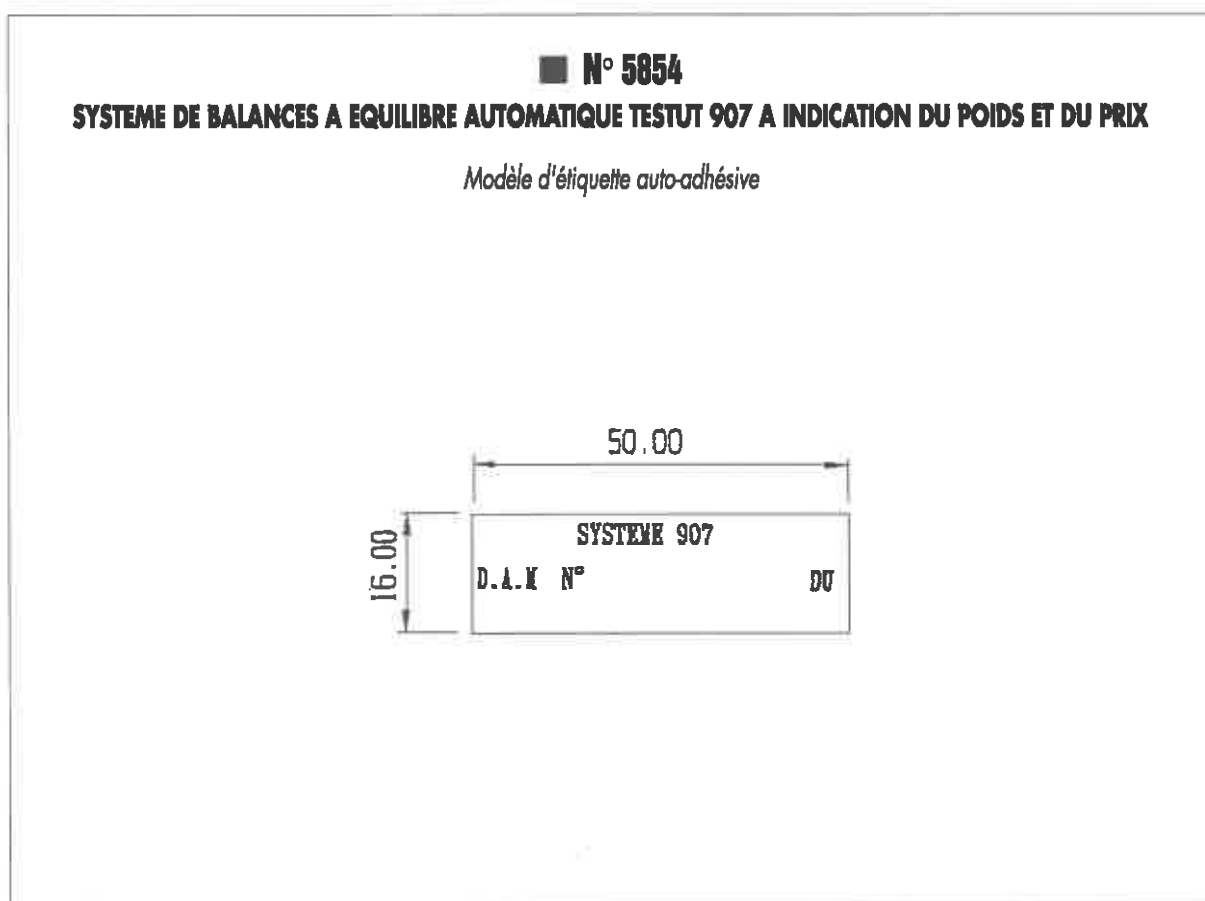 ■ N° 5854
SYSTEME DE BALANCES A EQUILIBRE AUTOMATIQUE TESTUT 907 A INDICATION DU POIDS ET DU PRIX
Modèle d'étiquette auto-adhésive
50.00
16.00
SYSTEME 907
D.A.M N° DU